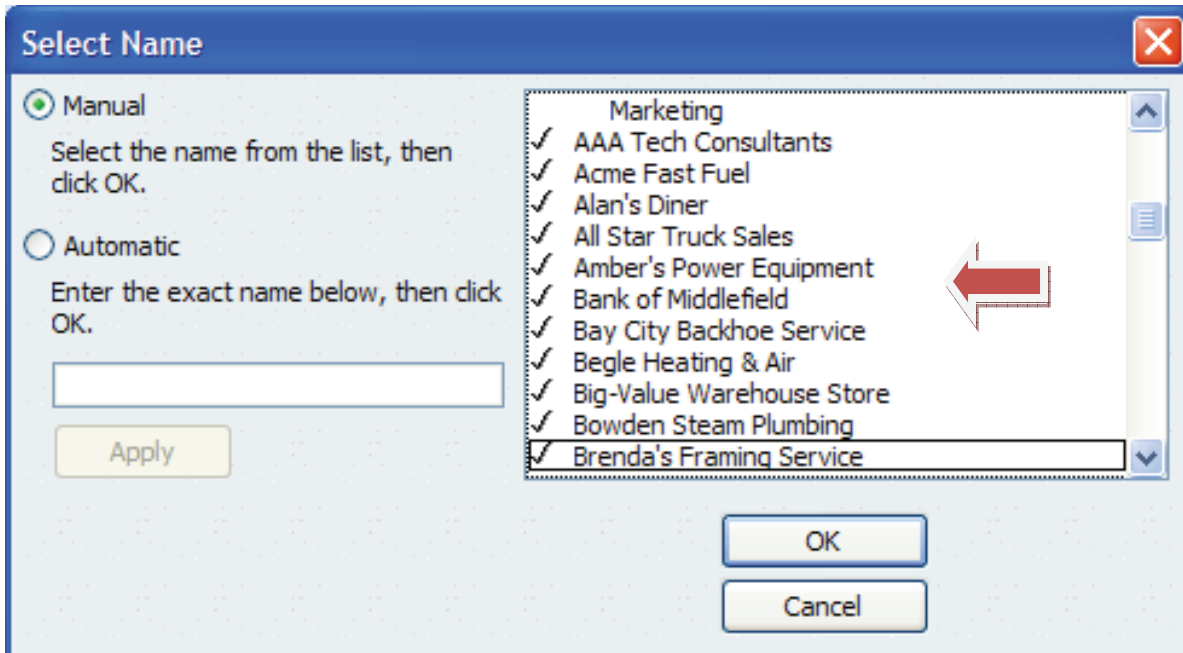 Select Name
Manual
Select the name from the list, then
click OK.
Automatic
Enter the exact name below, then click
OK.
Apply
Marketing
AAA Tech Consultants
Acme Fast Fuel
Alan's Diner
All Star Truck Sales
Amber's Power Equipment
Bank of Middlefield
Bay City Backhoe Service
Begle Heating & Air
Big-Value Warehouse Store
Bowden Steam Plumbing
Brenda's Framing Service
OK
Cancel